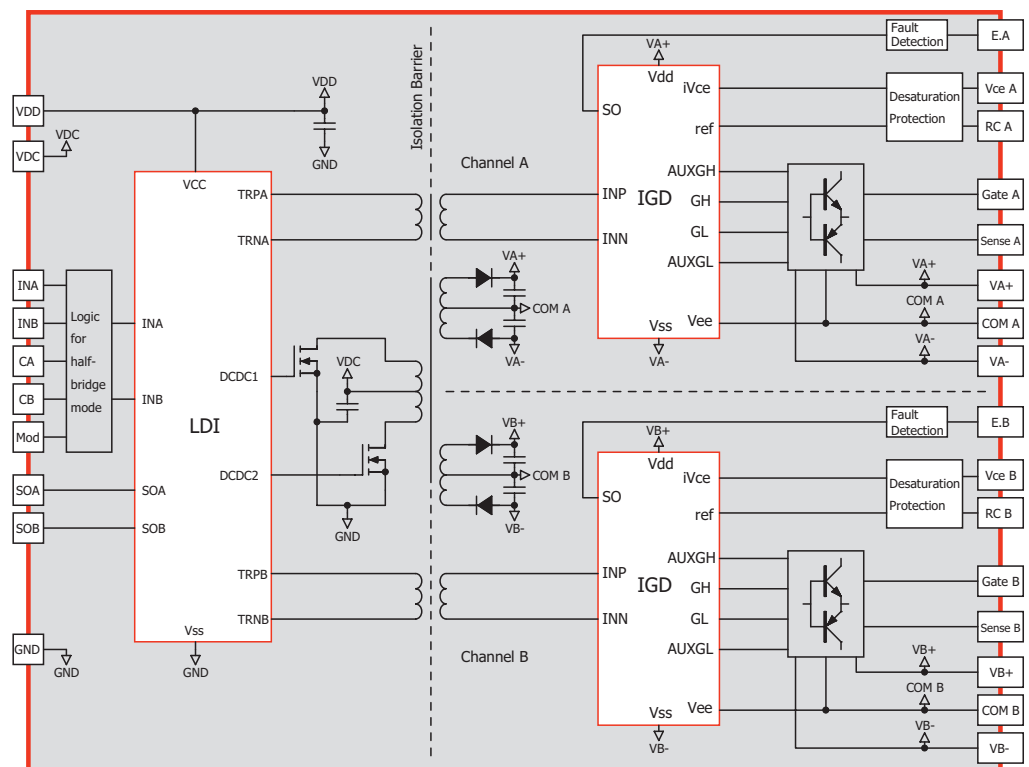 VDD
VDC
VDC
INA
INB
CA
CB
Mod
SOA
SOB
GND
GND
Logic
for
half-
bridge
mode
VDD
GND
VCC
TRPA
TRNA
INA
DCDC1
INB
LDI
DCDC2
SOA
SOB
TRPB
TRNB
Vss
GND
VDC
GND
Isolation Barrier
Channel A
VA+
COM A
VA-
VB+
COM B
VB-
Channel B
VA+
Vdd
SO
iVce
ref
AUXGH
INP
IGD
GH
INN
GL
AUXGL
Vee
Vss
VA-
Fault
Detection
E.A
Desaturation
Protection
Vce A
RC A
Gate A
Sense A
VA+
VA+
COM A
COM A
VA-
VA-
VB+
Vdd
SO
iVce
ref
AUXGH
INP
IGD
GH
INN
GL
AUXGL
Vee
Vss
VB-
Fault
Detection
E.B
Desaturation
Protection
Vce B
RC B
Gate B
Sense B
VB+
VB+
COM B
COM B
VB-
VB-